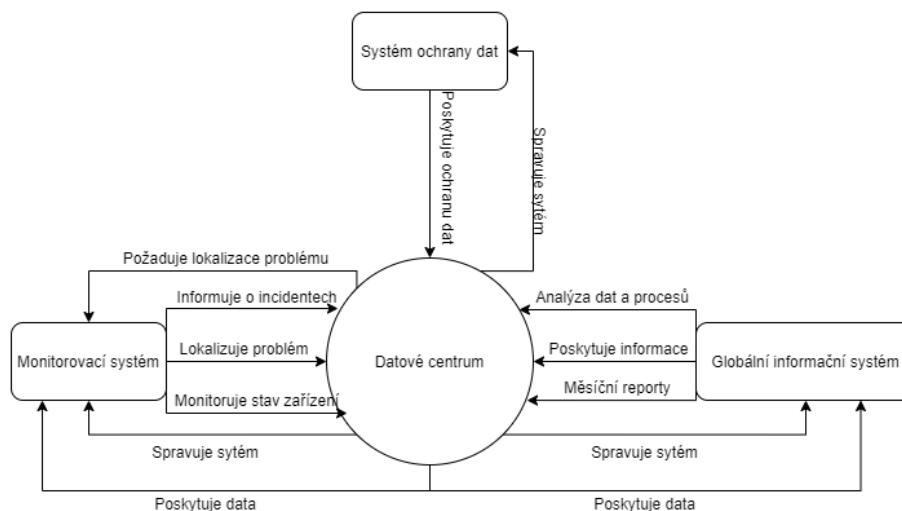 Systém ochrany dat
Poskytuje ochranu dat
Spravuje sytém
Požaduje lokalizace problému
Informuje o incidentech
Analýza dat a procesů
Monitorovací systém
Lokalizuje problém
Datové centrum
Poskytuje informace
Globální informační systém
Monitoruje stav zařízení
Měsíční reporty
Spravuje sytém
Spravuje sytém
Poskytuje data
Poskytuje data